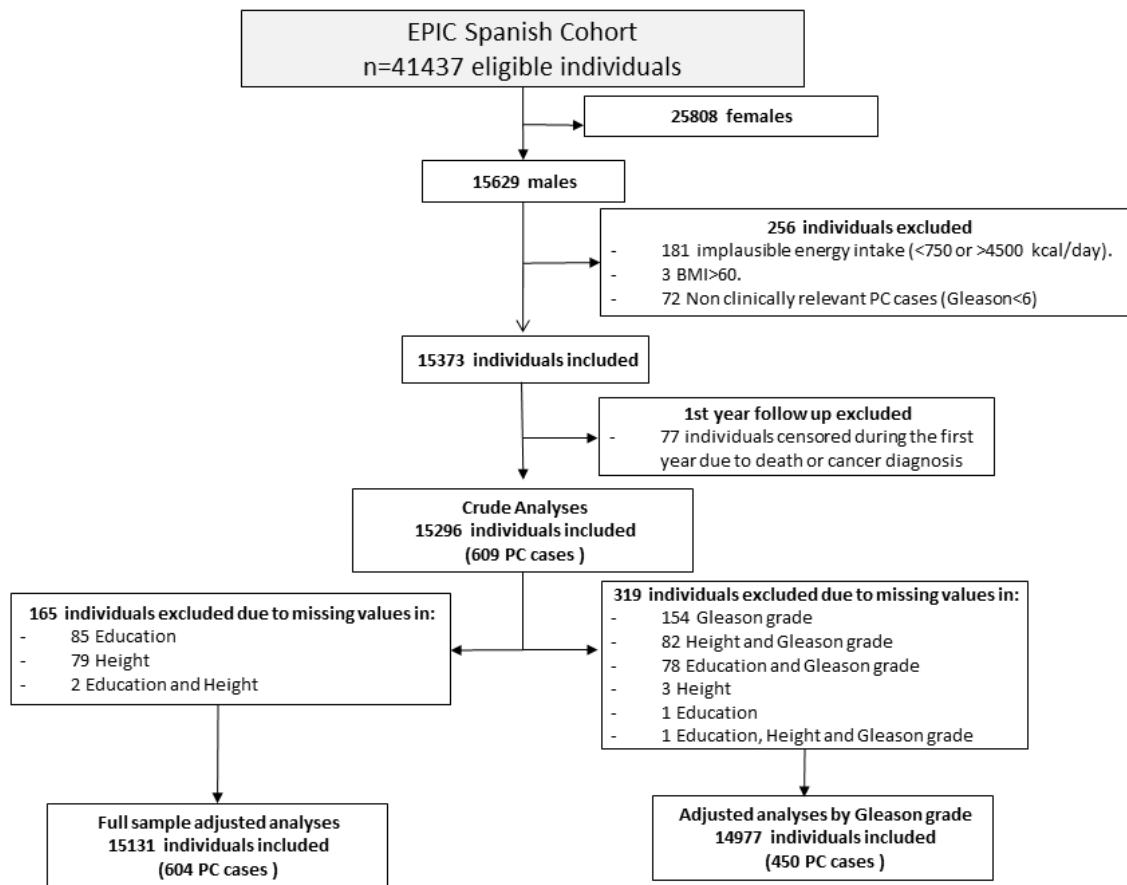 EPIC Spanish Cohort
n=41437 eligible individuals
25808 females
15629 males
256 individuals excluded
- 181 implausible energy intake (<750 or >4500 kcal/day).
- 3 BMI>60.
- 72 Non clinically relevant PC cases (Gleason<6)
15373 individuals included
1st year follow up excluded
- 77 individuals censored during the first
year due to death or cancer diagnosis
Crude Analyses
15296 individuals included
(609 PC cases )
165 individuals excluded due to missing values in:
- 85 Education
- 79 Height
- 2 Education and Height
319 individuals excluded due to missing values in:
- 154 Gleason grade
- 82 Height and Gleason grade
- 78 Education and Gleason grade
- 3 Height
- 1 Education
- 1 Education, Height and Gleason grade
Full sample adjusted analyses
15131 individuals included
(604 PC cases )
Adjusted analyses by Gleason grade
14977 individuals included
(450 PC cases )